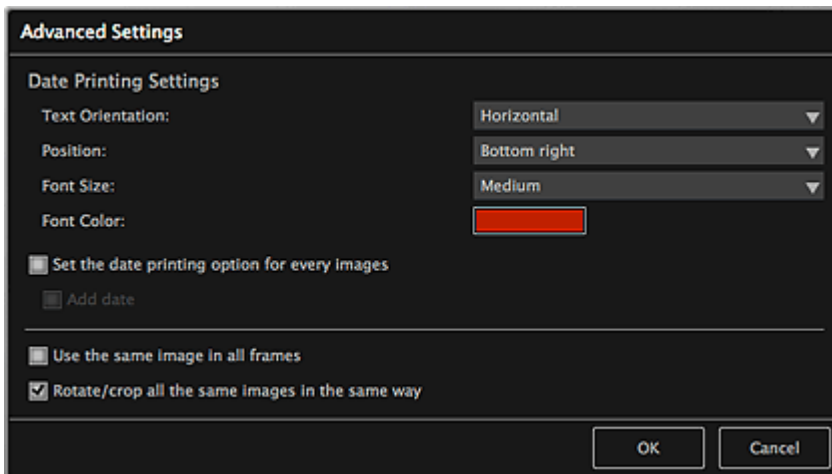 Advanced Settings
Date Printing Settings
Text Orientation: Horizontal
Position: Bottom right
Font Size: Medium
Font Color:
Set the date printing option for every images
Add date
Use the same image in all frames
Rotate/crop all the same images in the same way
OK Cancel